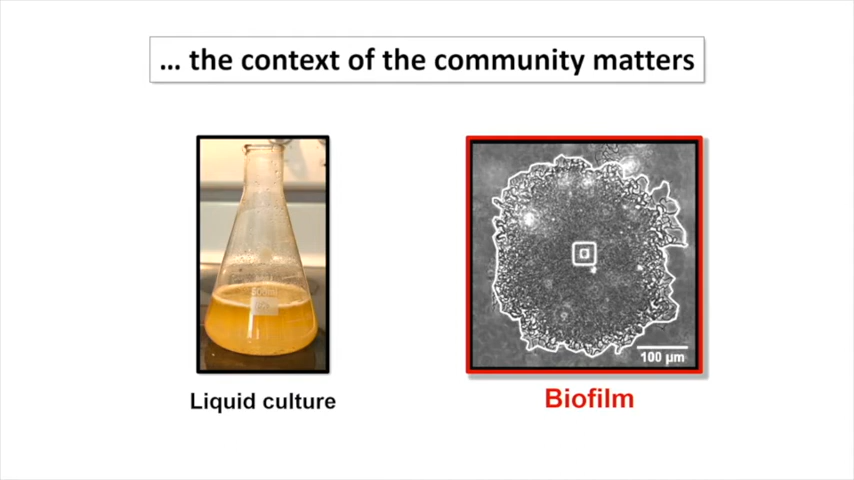 ... the context of the community matters
100 µm
Liquid culture
Biofilm